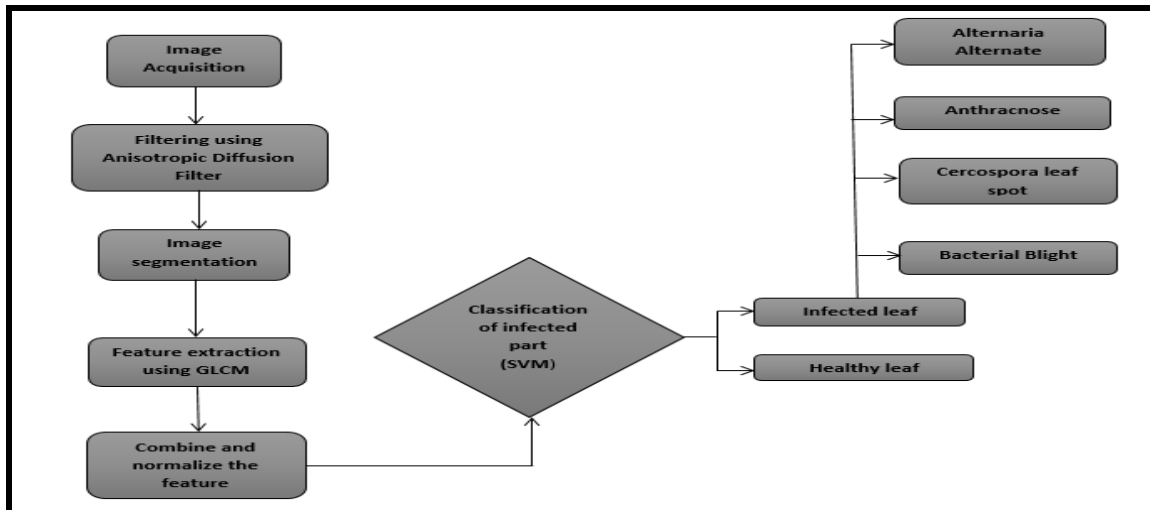 Image
Acquisition
Filtering using
Anisotropic Diffusion
Filter
Image
segmentation
Feature extraction
using GLCM
Combine and
normalize the
feature
Classification
of infected
part
(SVM)
Infected leaf
Healthy leaf
Alternaria
Alternate
Anthracnose
Cercospora leaf
spot
Bacterial Blight